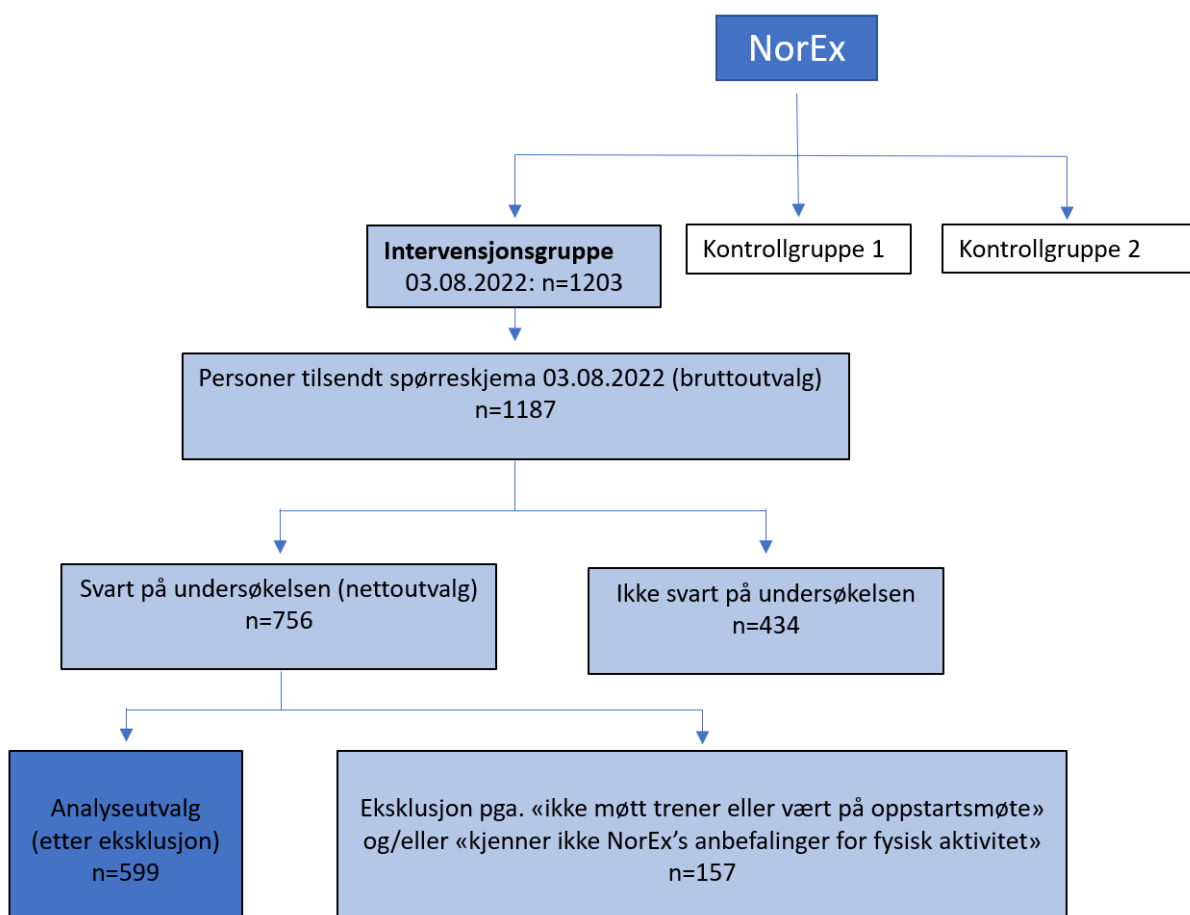 NorEx
Intervensjonsgruppe
03.08.2022: n=1203
Kontrollgruppe 1
Kontrollgruppe 2
Personer tilsendt spørreskjema 03.08.2022 (bruttoutvalg)
n=1187
Svart på undersøkelsen (nettoutvalg)
n=756
Ikke svart på undersøkelsen
n=434
Analyseutvalg
(etter eksklusjon)
n=599
Eksklusjon pga. «ikke møtt trener eller vært på oppstartsmøte»
og/eller «kjenner ikke NorEx’s anbefalinger for fysisk aktivitet»
n=157